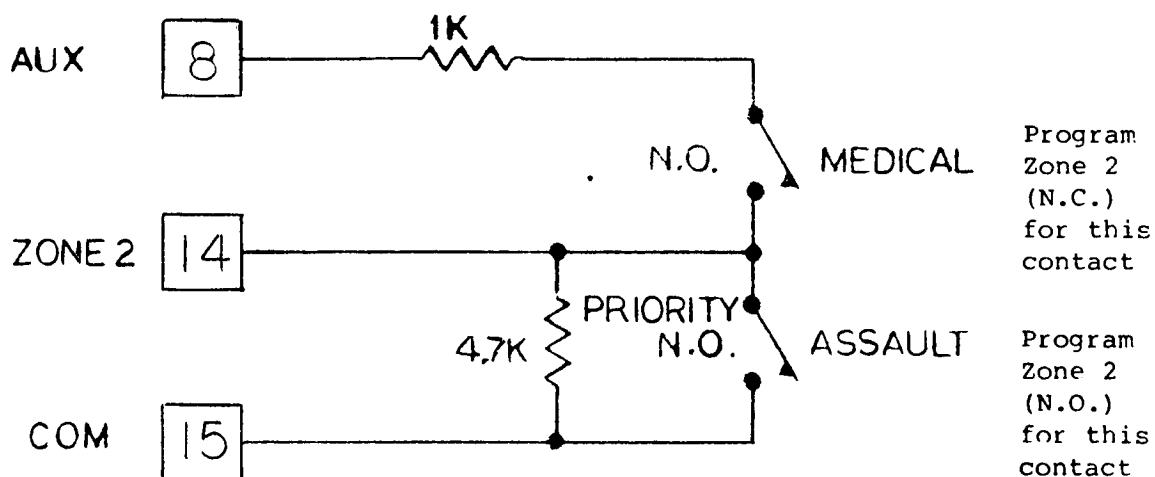 1K
AUX 8
N.O. MEDICAL
Program
Zone 2
(N.C.)
for this
contact
ZONE 2 14
PRIORITY
N.O. ASSAULT
4.7K
Program
Zone 2
(N.O.)
for this
contact
COM 15